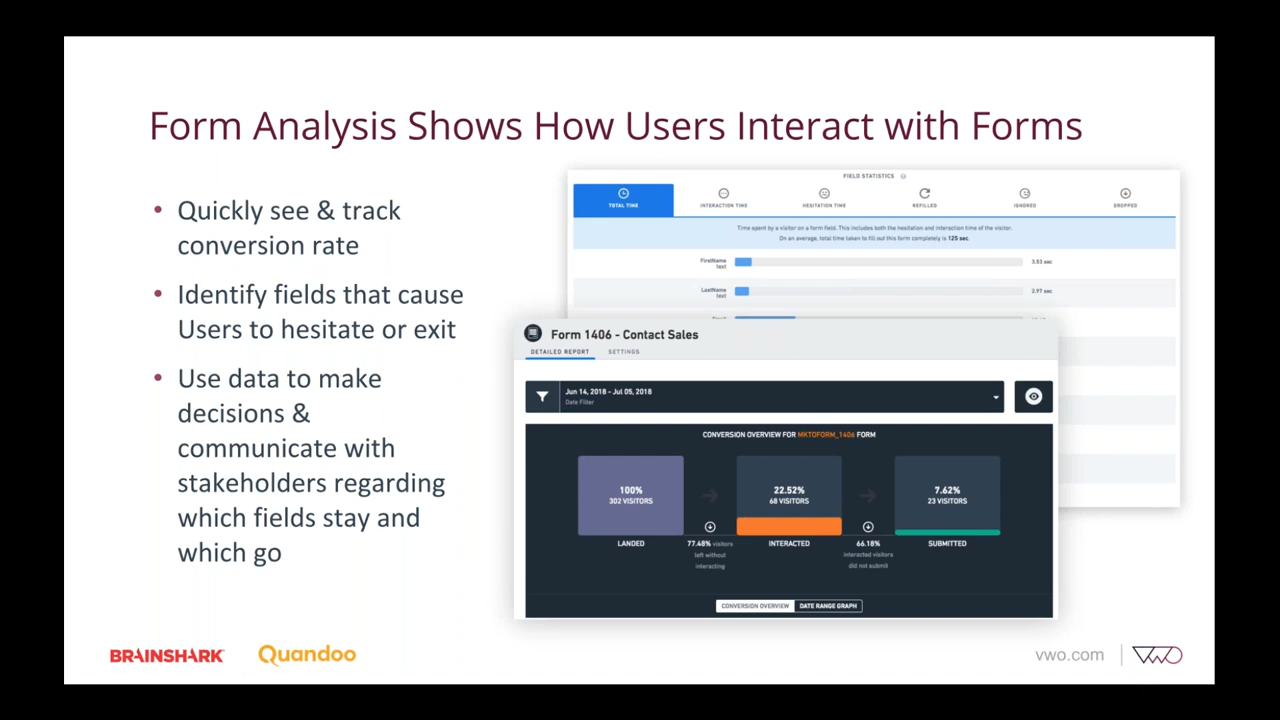 Form Analysis Shows How Users Interact with Forms
• Quickly see & track
conversion rate
• Identify fields that cause
Users to hesitate or exit
• Use data to make
decisions &
communicate with
stakeholders regarding
which fields stay and
which go
FIELD STATISTICS
TOTAL TIME
INTERACTION TIME
HESITATION TIME
REFILLED
IGNORED
DROPPED
Time spent by a visitor on a form field. This includes both the hesitation and interaction time of the visitor.
On an average, total time taken to fill out this form completely is 125 sec.
FirstName
text
3.53 sec
LastName
text
2.97 sec
Form 1406 - Contact Sales
DETAILED REPORT
SETTINGS
Jun 14, 2018 - Jul 05, 2018
Date Filter
CONVERSION OVERVIEW FOR MKTOFORM_1406 FORM
100%
302 VISITORS
LANDED
77.48% visitors
left without
interacting
22.52%
68 VISITORS
INTERACTED
66.18%
interacted visitors
did not submit
7.62%
23 VISITORS
SUBMITTED
CONVERSION OVERVIEW
DATE RANGE GRAPH
BRAINSHARK
Quandoo
vwo.com
VWO